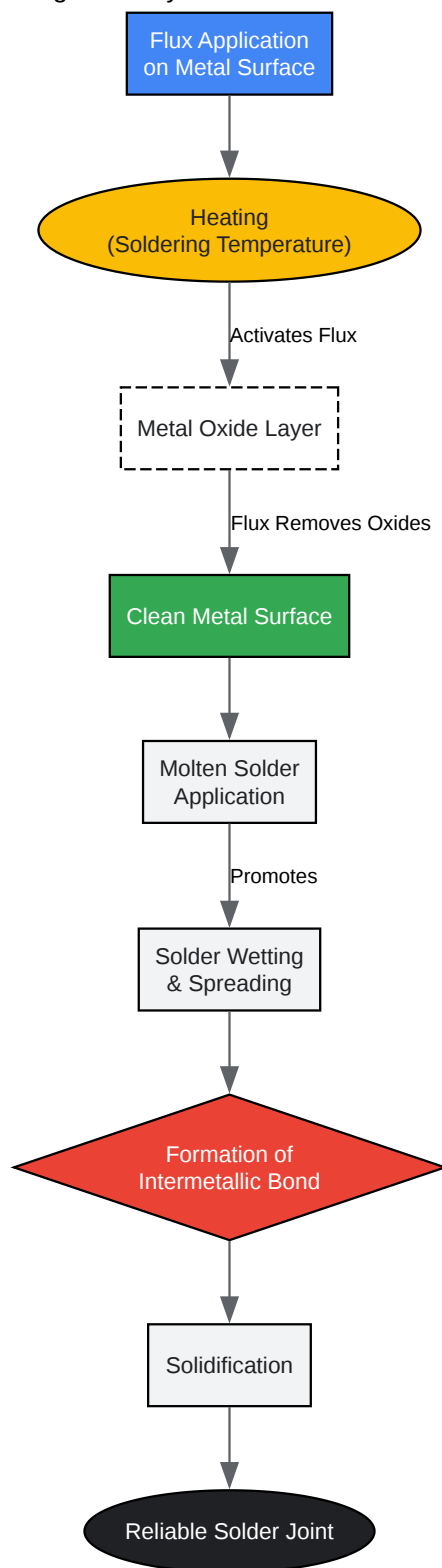 Flux Application
on Metal Surface
Heating
(Soldering Temperature)
Activates Flux
Metal Oxide Layer
Flux Removes Oxides
Clean Metal Surface
Molten Solder
Application
Promotes
Solder Wetting
& Spreading
Formation of
Intermetallic Bond
Solidification
Reliable Solder Joint